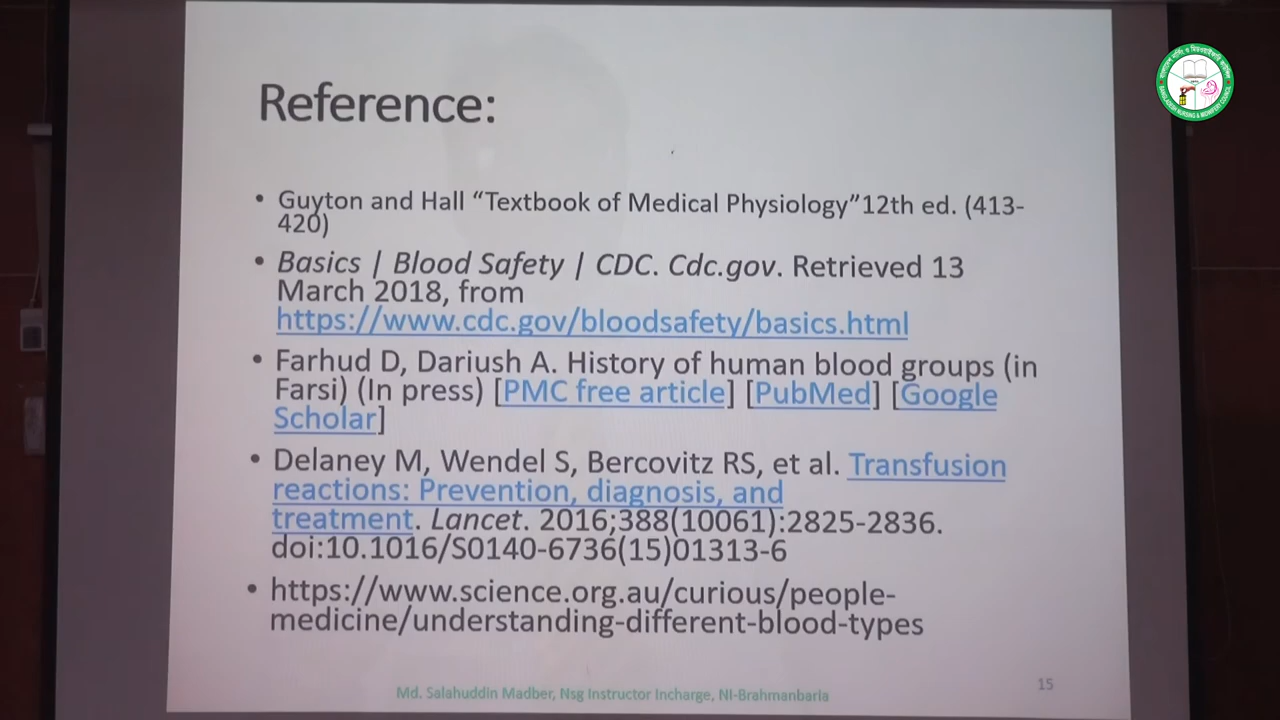 Reference:
• Guyton and Hall “Textbook of Medical Physiology”12th ed. (413-
420)
• Basics | Blood Safety | CDC. Cdc.gov. Retrieved 13
March 2018, from
https://www.cdc.gov/bloodsafety/basics.html
• Farhud D, Dariush A. History of human blood groups (in
Farsi) (In press) [PMC free article] [PubMed] [Google
Scholar]
• Delaney M, Wendel S, Bercovitz RS, et al. Transfusion
reactions: Prevention, diagnosis, and
treatment. Lancet. 2016;388(10061):2825-2836.
doi:10.1016/S0140-6736(15)01313-6
• https://www.science.org.au/curious/people-
medicine/understanding-different-blood-types
Md. Salahuddin Madber, Nsg Instructor Incharge, NI-Brahmanbaria
15
BANGLADESH NURSING & MIDWIFERY COUNCIL